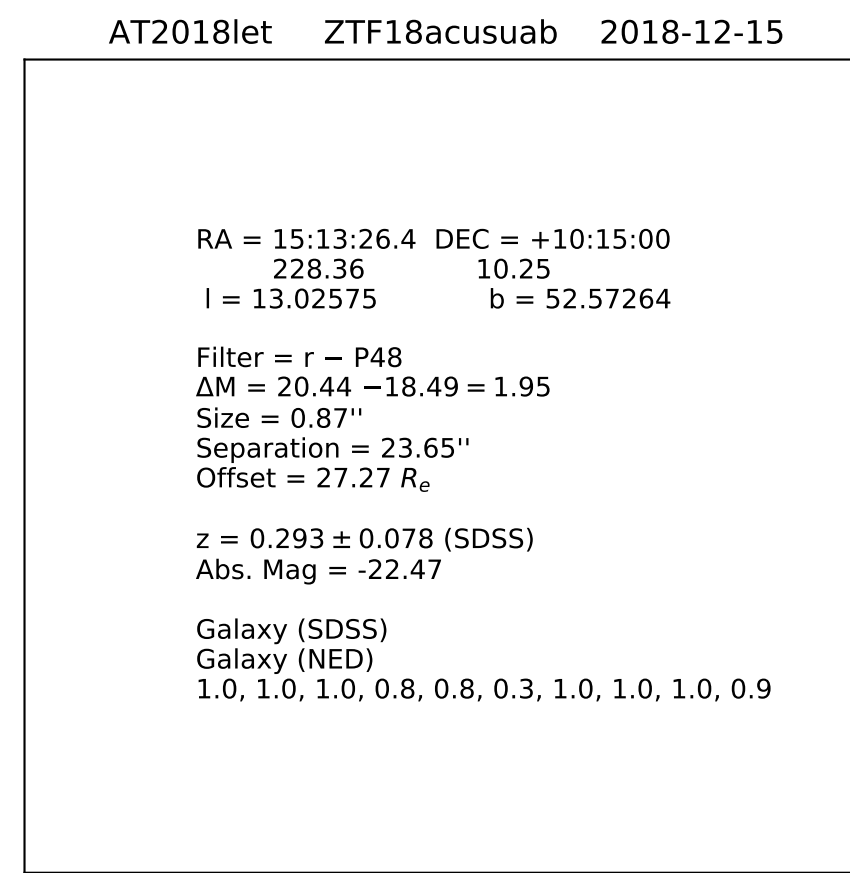 AT2018let ZTF18acusuab 2018-12-15
RA = 15:13:26.4 DEC = +10:15:00
228.36 10.25
l = 13.02575 b = 52.57264
Filter = r − P48
ΔM = 20.44 −18.49 = 1.95
Size = 0.87''
Separation = 23.65''
Offset = 27.27 Rₑ
z = 0.293 ± 0.078 (SDSS)
Abs. Mag = -22.47
Galaxy (SDSS)
Galaxy (NED)
1.0, 1.0, 1.0, 0.8, 0.8, 0.3, 1.0, 1.0, 1.0, 0.9